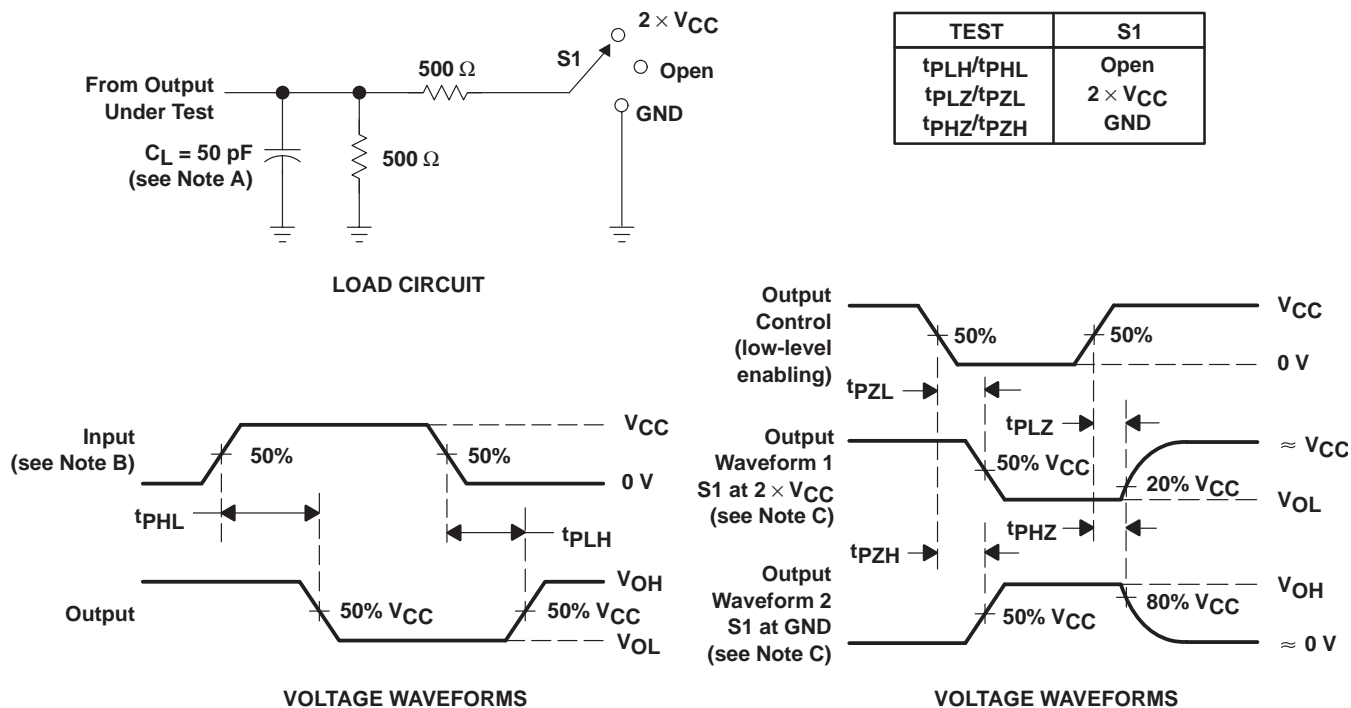 2 × VCC
S1
500 Ω
Open
From Output
Under Test
GND
CL = 50 pF
(see Note A)
500 Ω
LOAD CIRCUIT
TEST S1
tPLH/tPHL Open
tPLZ/tPZL 2 × VCC
tPHZ/tPZH GND
Input
(see Note B)
50%
50%
VCC
0 V
tPHL
tPLH
Output
50% VCC
50% VCC
VOH
VOL
VOLTAGE WAVEFORMS
Output
Control
(low-level
enabling)
50%
50%
VCC
0 V
tPZL
tPLZ
Output
Waveform 1
S1 at 2 × VCC
(see Note C)
50% VCC
20% VCC
≈ VCC
VOL
tPHZ
tPZH
Output
Waveform 2
S1 at GND
(see Note C)
50% VCC
80% VCC
VOH
≈ 0 V
VOLTAGE WAVEFORMS